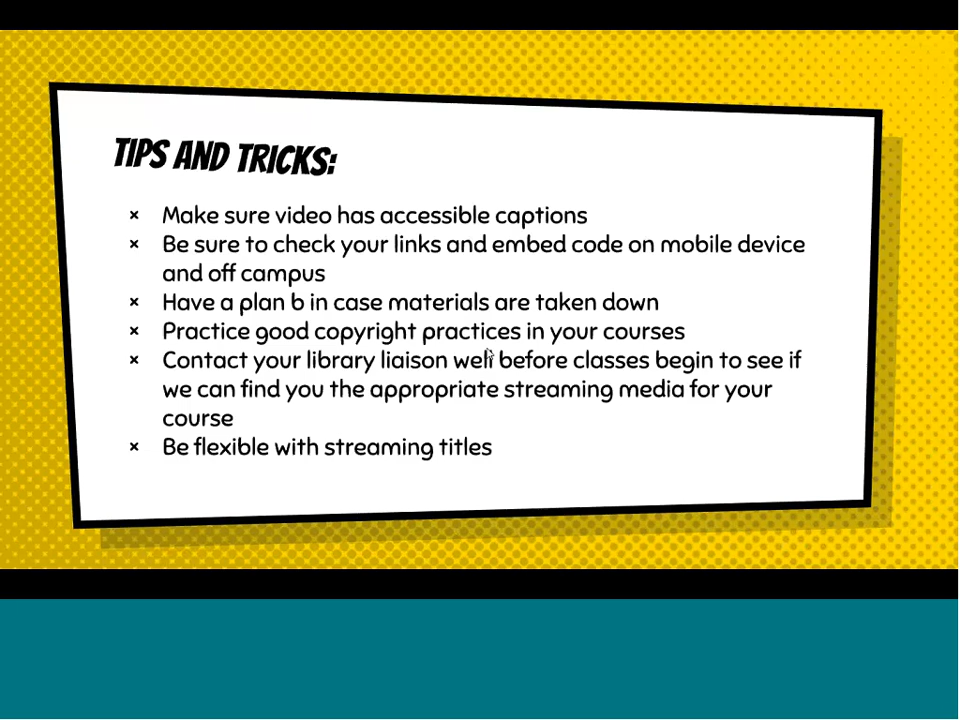 TIPS AND TRICKS:
× Make sure video has accessible captions
× Be sure to check your links and embed code on mobile device
and off campus
× Have a plan b in case materials are taken down
× Practice good copyright practices in your courses
× Contact your library liaison well before classes begin to see if
we can find you the appropriate streaming media for your
course
× Be flexible with streaming titles